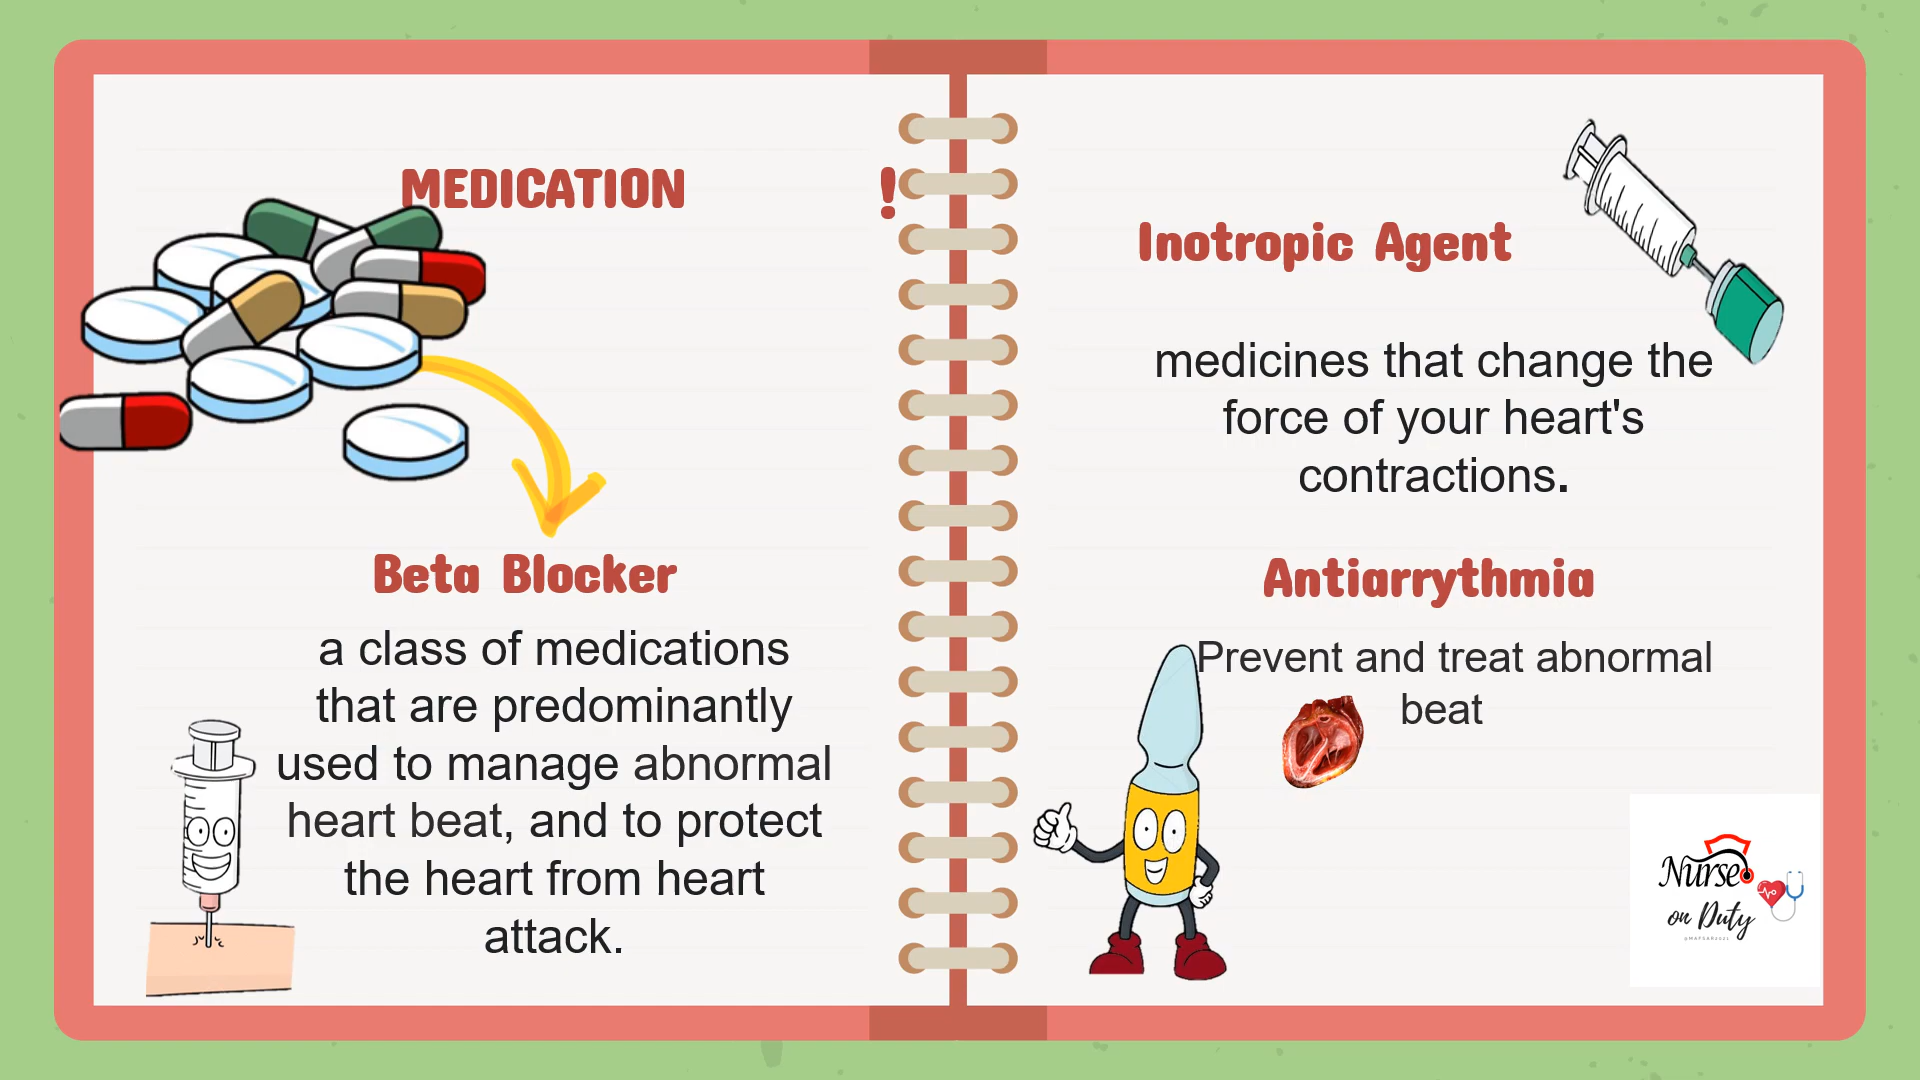 MEDICATION !
Beta Blocker
a class of medications
that are predominantly
used to manage abnormal
heart beat, and to protect
the heart from heart
attack.
Inotropic Agent
medicines that change the
force of your heart's
contractions.
Antiarrythmia
Prevent and treat abnormal
beat
Nurse
on Duty